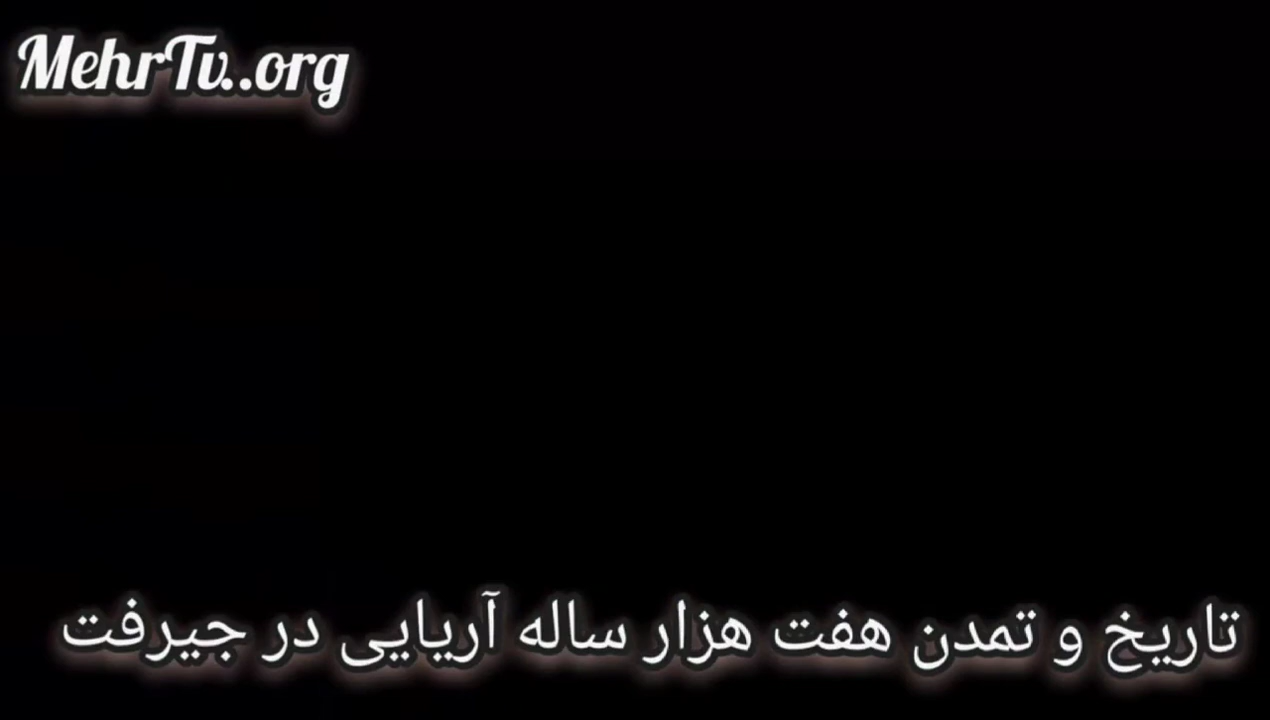 MehrTv..org
تاریخ و تمدن هفت هزار ساله آریایی در جیرفت